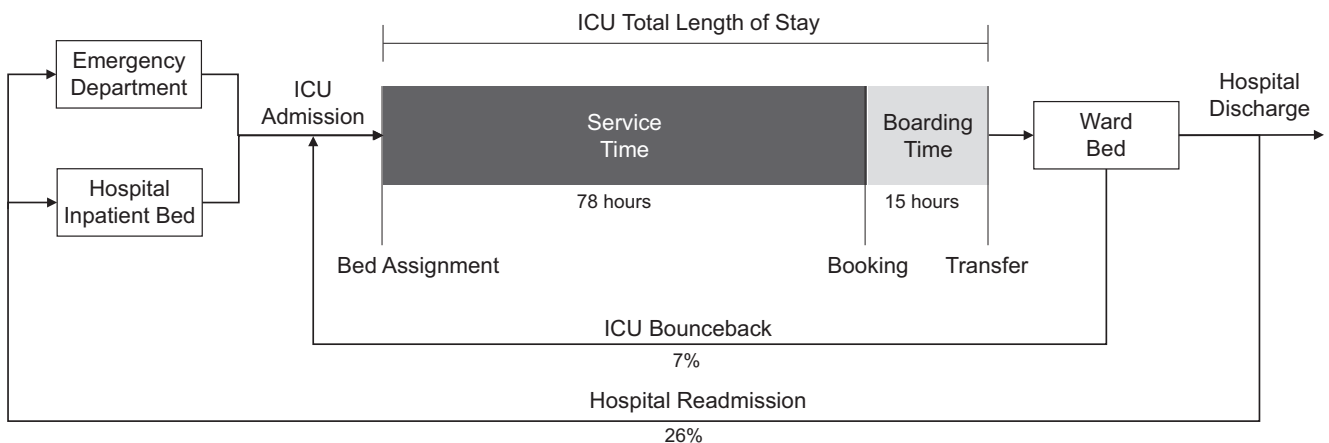 ICU Total Length of Stay
Emergency
Department
Hospital
Inpatient Bed
ICU
Admission
Service
Time
78 hours
Boarding
Time
15 hours
Ward
Bed
Hospital
Discharge
Bed Assignment
Booking
Transfer
ICU Bounceback
7%
Hospital Readmission
26%